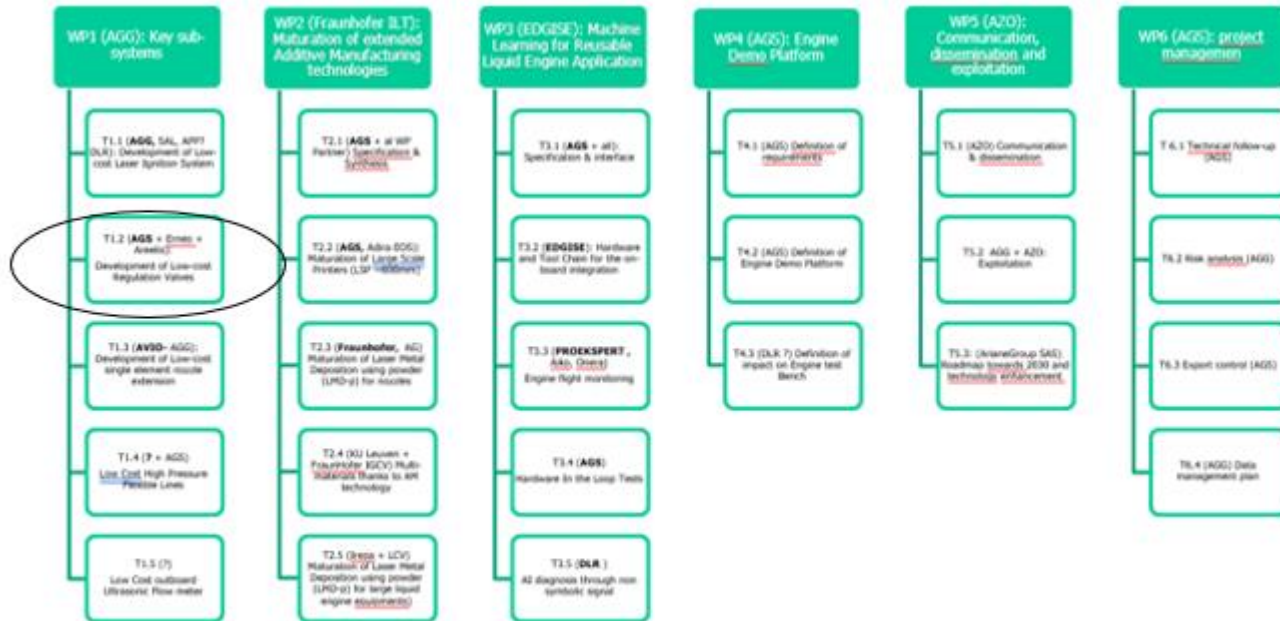 WP1 (AGG): Key sub-
systems
T1.1 (AGG, SAL, APP?
DLR): Development of Low-
cost Laser Ignition System
T1.2 (AGS + Erneo +
Development of Low-cost
Regulation Valves
T1.3 (AVIO- AGG):
Development of Low-cost
single element nozzle
extension
T1.4 (? + AGS)
Low Cost High Pressure
Flexible Lines
T1.5 (?)
Low Cost outboard
Ultrasonic Flow meter
WP2 (Fraunhofer ILT):
Maturation of extended
Additive Manufacturing
technologies
T2.1 (AGS + al WP
Partner) Specification &
Synthesis
T2.2 (AGS, Adira EOS):
Maturation of Large Scale
Printers (LSP
T2.3 (Fraunhofer, AG)
Maturation of Laser Metal
Deposition using powder
(LMD-p) for nozzles
T2.4 (KU Leuven +
Fraunhofer IGCV) Multi-
materials thanks to AM
technology
T2.5 (Irepa + LCV)
Maturation of Laser Metal
Deposition using powder
(LMD-p) for large liquid
engine equipments)
WP3 (EDGISE): Machine
Learning for Reusable
Liquid Engine Application
T3.1 (AGS + all):
Specification & interface
T3.2 (EDGISE): Hardware
and Tool Chain for the on-
board integration
T3.3 (PROEKSPERT ,
Aiko, Onera)
Engine flight monitoring
T3.4 (AGS)
Hardware In the Loop Tests
T3.5 (DLR )
AI diagnosis through non
symbolic signal
WP4 (AGS): Engine
Demo Platform
T4.1 (AGS) Definition of
requirements
T4.2 (AGS) Definition of
Engine Demo Platform
T4.3 (DLR ?) Definition of
impact on Engine test
Bench
WP5 (AZO):
Communication,
dissemination and
exploitation
T5.1 (AZO) Communication
& dissemination
T5.2 AGG + AZO:
Exploitation
T5.3: (ArianeGroup SAS)
Roadmap towards 2030 and
technology enhancement
WP6 (AGS): project
managemen
T 6.1 Technical follow-up
(AGS)
T6.2 Risk analysis (AGG)
T6.3 Export control (AGS)
T6.4 (AGG) Data
management plan